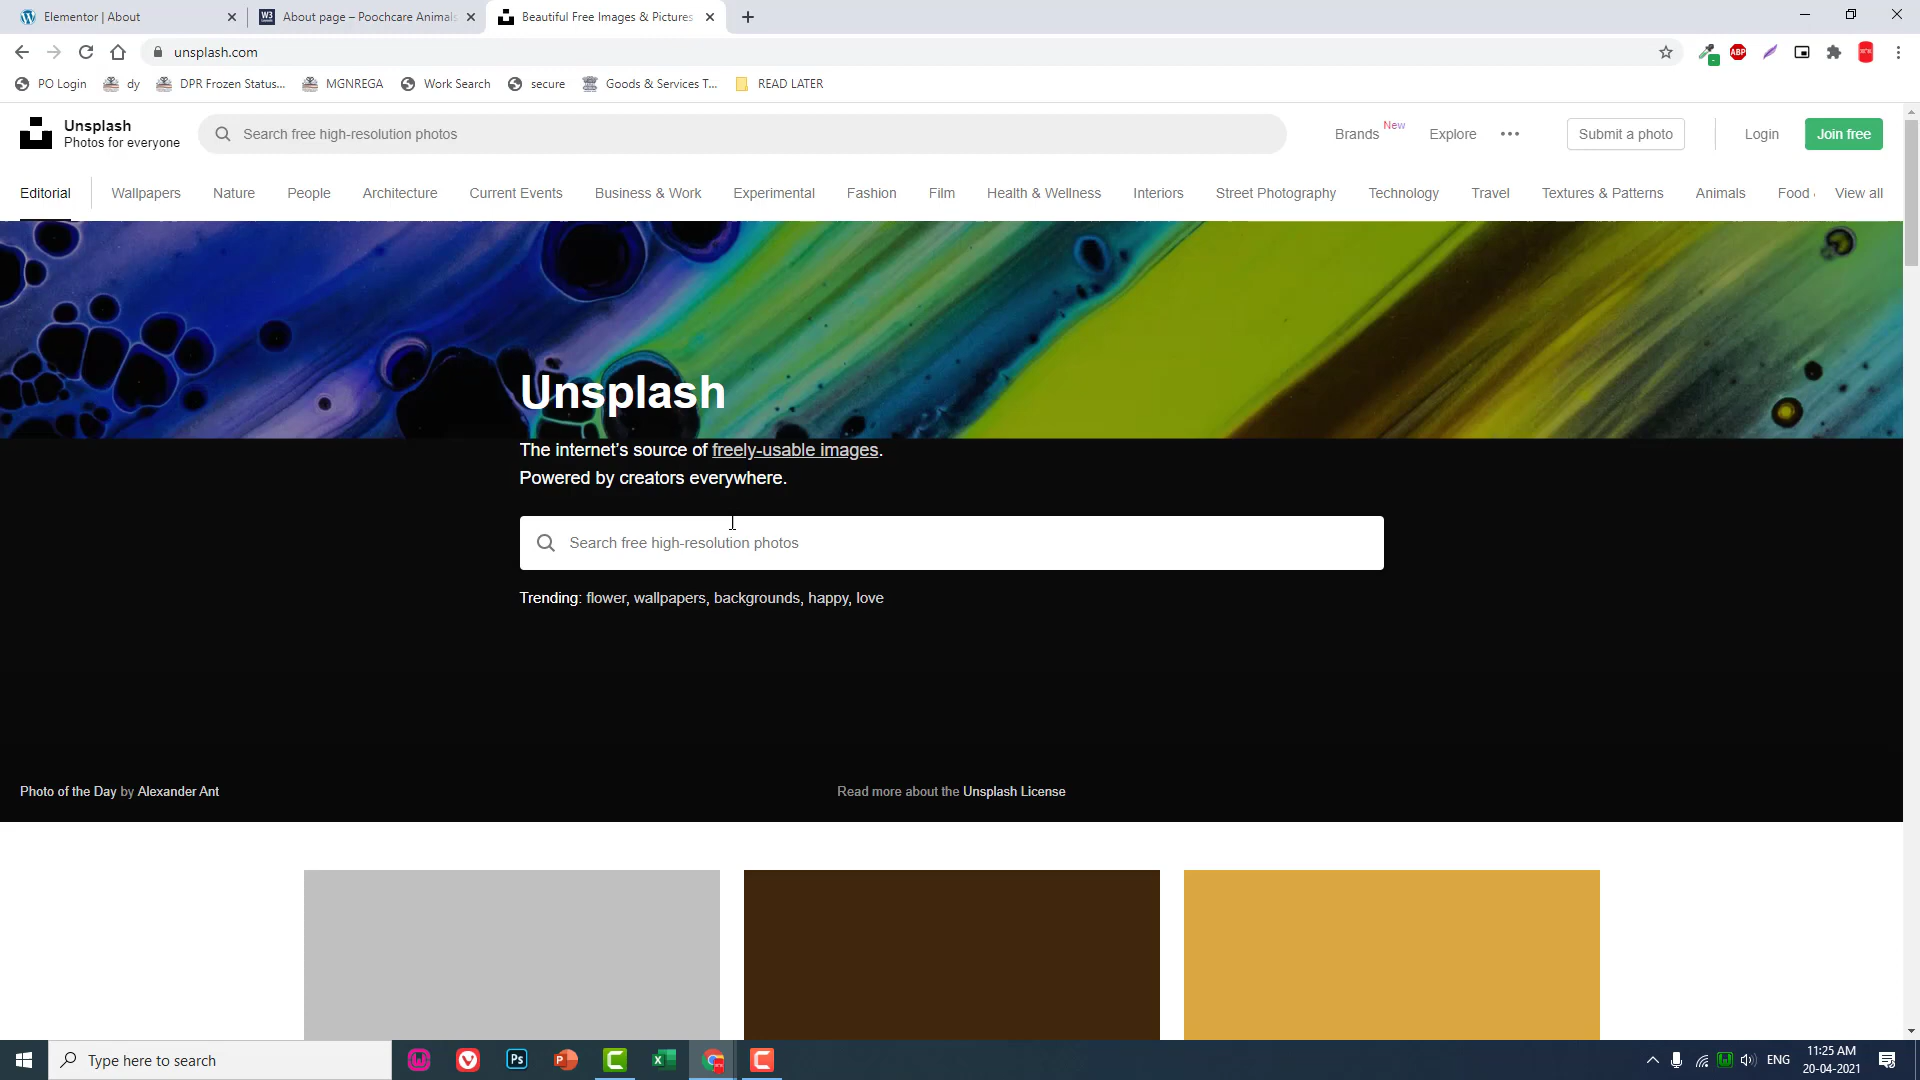 Elementor | About
W3
About page – Poochcare Animals
Beautiful Free Images & Pictures
unsplash.com
ABP
PO Login
dy
DPR Frozen Status...
MGNREGA
Work Search
secure
Goods & Services T...
READ LATER
Unsplash
Photos for everyone
Search free high-resolution photos
Brands New
Explore
Submit a photo
Login
Join free
Editorial
Wallpapers
Nature
People
Architecture
Current Events
Business & Work
Experimental
Fashion
Film
Health & Wellness
Interiors
Street Photography
Technology
Travel
Textures & Patterns
Animals
Food
View all
Unsplash
The internet's source of freely-usable images.
Powered by creators everywhere.
Search free high-resolution photos
Trending: flower, wallpapers, backgrounds, happy, love
Photo of the Day by Alexander Ant
Read more about the Unsplash License
Type here to search
Ps
ENG
11:25 AM
20-04-2021